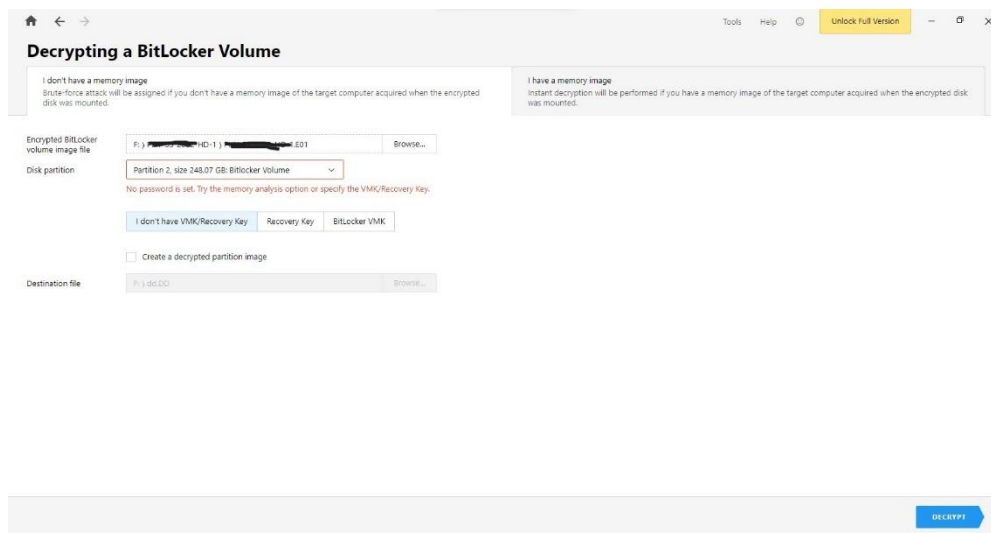 Tools Help Unlock Full Version
Decrypting a BitLocker Volume
I don't have a memory image
Brute-force attack will be assigned if you don't have a memory image of the target computer acquired when the encrypted
disk was mounted.
I have a memory image
Instant decryption will be performed if you have a memory image of the target computer acquired when the encrypted disk
was mounted.
Encrypted BitLocker
volume image file
F: ) HD-1 ) .E01
Browse...
Disk partition
Partition 2, size 248.07 GB: Bitlocker Volume
No password is set. Try the memory analysis option or specify the VMK/Recovery Key.
I don't have VMK/Recovery Key Recovery Key BitLocker VMK
Create a decrypted partition image
Destination file
F: ) dd.DD
Browse...
DECRYPT